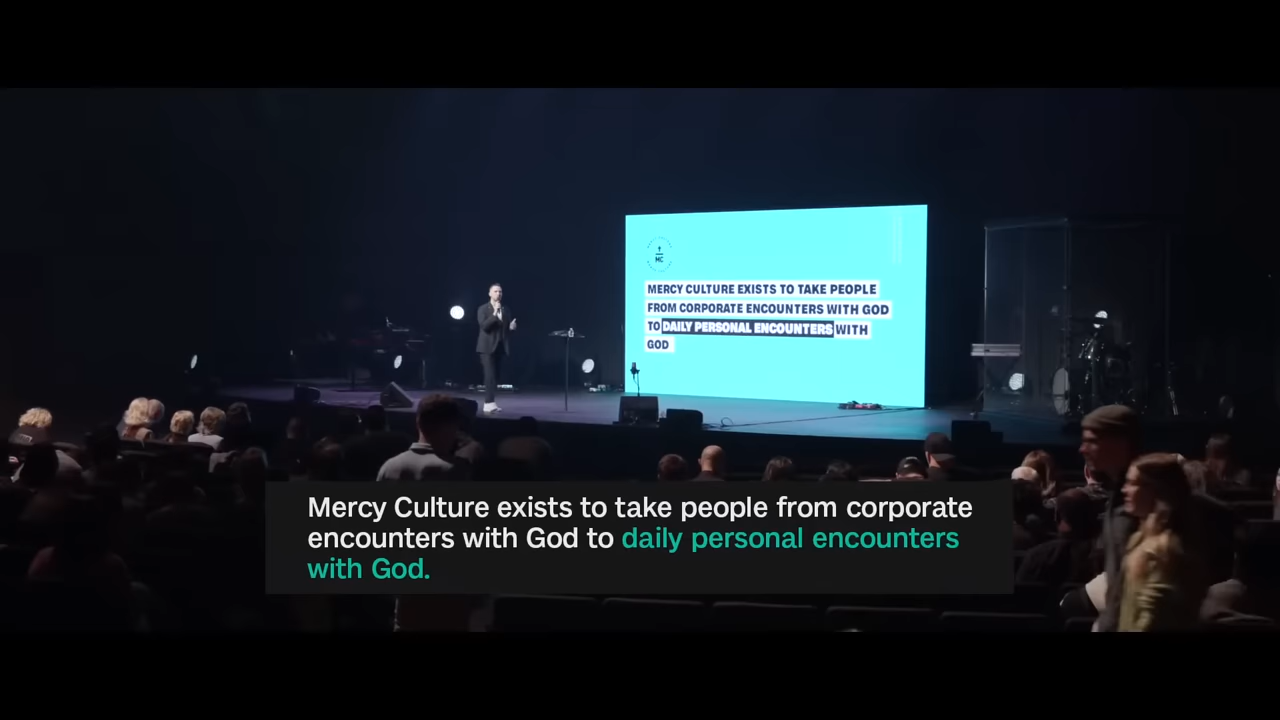 MC
MERCY CULTURE EXISTS TO TAKE PEOPLE
FROM CORPORATE ENCOUNTERS WITH GOD
TO DAILY PERSONAL ENCOUNTERS WITH
GOD
Mercy Culture exists to take people from corporate
encounters with God to daily personal encounters
with God.